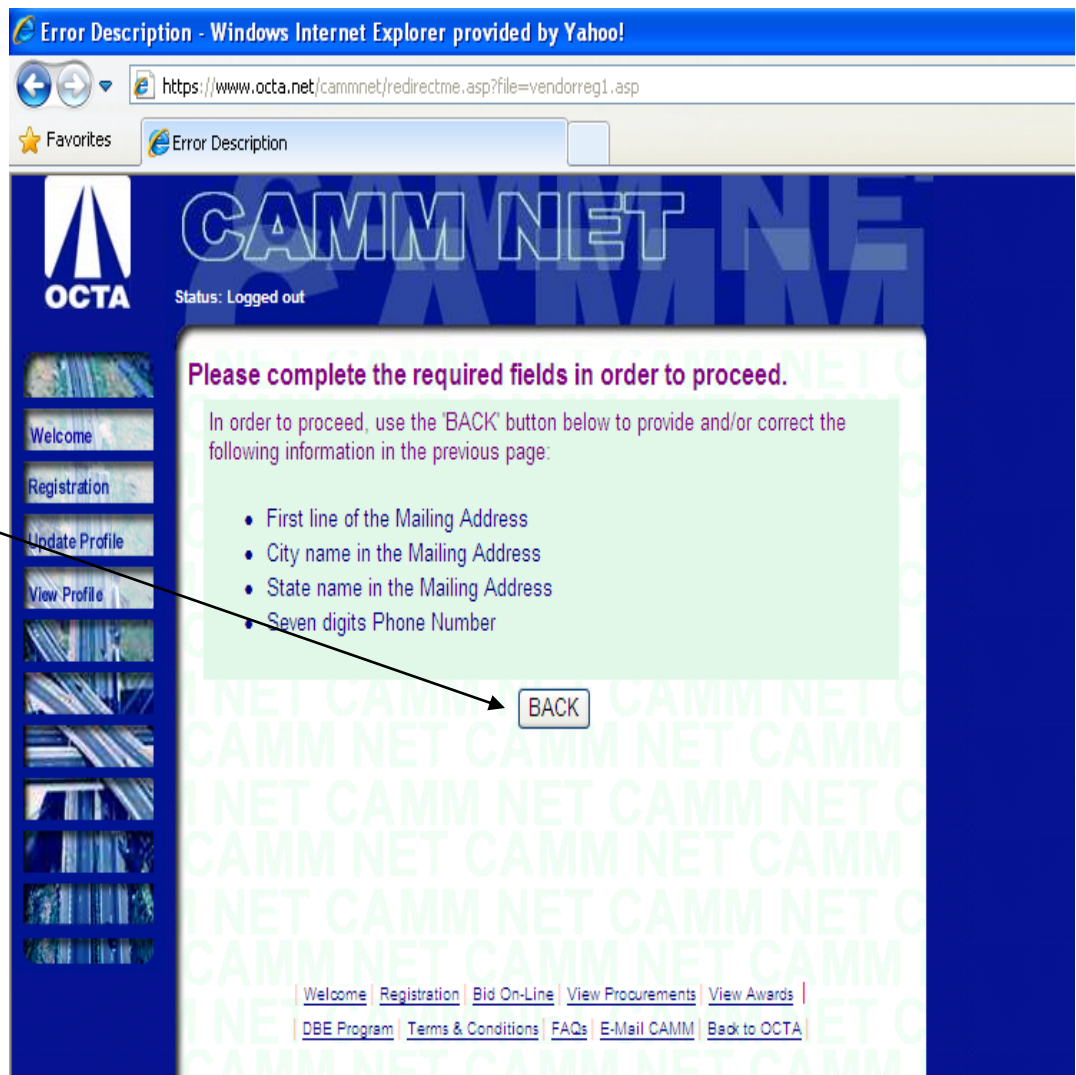 Error Description - Windows Internet Explorer provided by Yahoo!
https://www.octa.net/cammnet/redirectme.asp?file=vendorreg1.asp
Favorites
Error Description
CAMM NET
OCTA
Status: Logged out
Please complete the required fields in order to proceed.
In order to proceed, use the 'BACK' button below to provide and/or correct the
following information in the previous page:
• First line of the Mailing Address
• City name in the Mailing Address
• State name in the Mailing Address
• Seven digits Phone Number
Welcome
Registration
Update Profile
View Profile
BACK
| Welcome | Registration | Bid On-Line | View Procurements | View Awards |
| DBE Program | Terms & Conditions | FAQs | E-Mail CAMM | Back to OCTA |